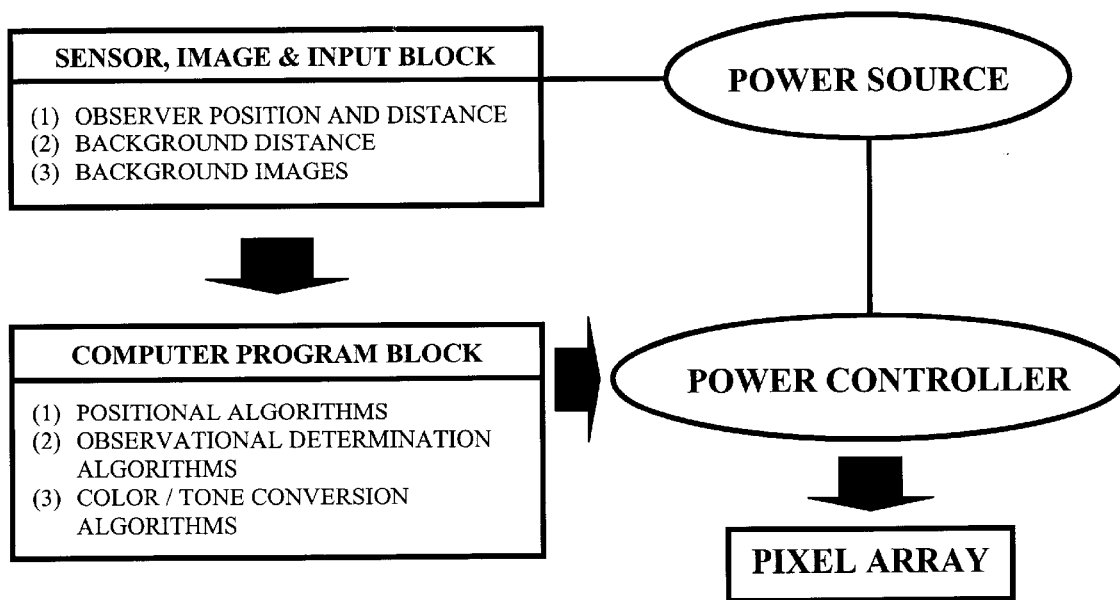 SENSOR, IMAGE & INPUT BLOCK
(1) OBSERVER POSITION AND DISTANCE
(2) BACKGROUND DISTANCE
(3) BACKGROUND IMAGES
POWER SOURCE
COMPUTER PROGRAM BLOCK
(1) POSITIONAL ALGORITHMS
(2) OBSERVATIONAL DETERMINATION
ALGORITHMS
(3) COLOR / TONE CONVERSION
ALGORITHMS
POWER CONTROLLER
PIXEL ARRAY